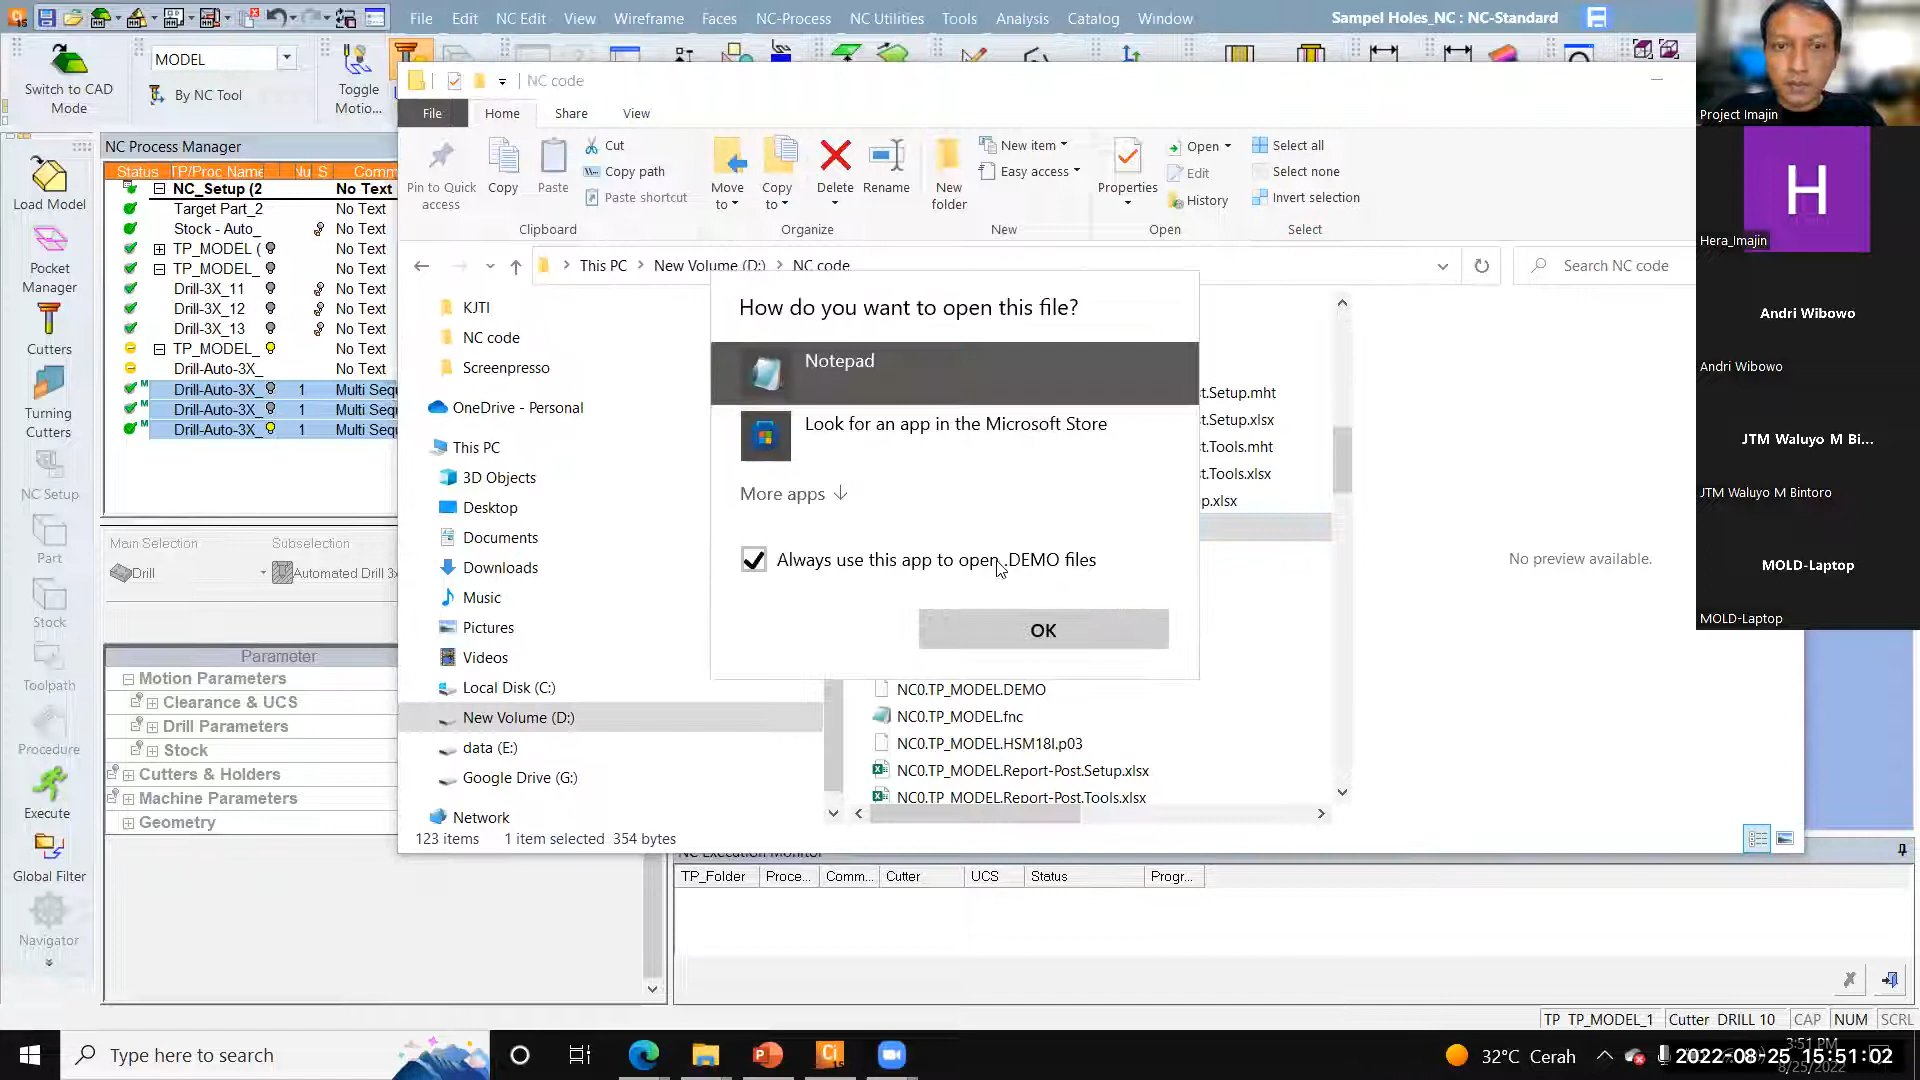 File Edit NC Edit View Wireframe Faces NC-Process NC Utilities Tools Analysis Catalog Window
Sampel Holes_NC : NC-Standard
Switch to CAD Mode
MODEL
By NC Tool
Toggle Motio...
NC Process Manager
Status TP/Proc Name Comm
NC_Setup (2 No Text
Target Part_2 No Text
Stock - Auto_ No Text
TP_MODEL ( No Text
TP_MODEL_ No Text
Drill-3X_11 No Text
Drill-3X_12 No Text
Drill-3X_13 No Text
TP_MODEL_ No Text
Drill-Auto-3X_ No Text
Drill-Auto-3X_ 1 Multi Seq
Drill-Auto-3X_ 1 Multi Seq
Drill-Auto-3X_ 1 Multi Seq
Load Model
Pocket Manager
Cutters
Turning Cutters
NC Setup
Part
Stock
Toolpath
Procedure
Execute
Global Filter
Navigator
Main Selection Subselection
Drill Automated Drill 3x
Parameter
Motion Parameters
Clearance & UCS
Drill Parameters
Stock
Cutters & Holders
Machine Parameters
Geometry
NC code
File Home Share View
Pin to Quick access
Copy
Paste
Cut
Copy path
Paste shortcut
Clipboard
Move to
Copy to
Delete
Rename
Organize
New folder
New item
Easy access
New
Properties
Open
Edit
History
Open
Select all
Select none
Invert selection
Select
This PC New Volume (D:) NC code
Search NC code
KJTI
NC code
Screenpresso
OneDrive - Personal
This PC
3D Objects
Desktop
Documents
Downloads
Music
Pictures
Videos
Local Disk (C:)
New Volume (D:)
data (E:)
Google Drive (G:)
Network
How do you want to open this file?
Notepad
Look for an app in the Microsoft Store
More apps
Always use this app to open .DEMO files
OK
t.Setup.mht
t.Setup.xlsx
t.Tools.mht
t.Tools.xlsx
p.xlsx
NC0.TP_MODEL.DEMO
NC0.TP_MODEL.fnc
NC0.TP_MODEL.HSM18I.p03
NC0.TP_MODEL.Report-Post.Setup.xlsx
NC0.TP_MODEL.Report-Post.Tools.xlsx
No preview available.
123 items 1 item selected 354 bytes
NC Execution Monitor
TP_Folder Proce... Comm... Cutter UCS Status Progr...
Project Imajin
H
Hera_Imajin
Andri Wibowo
Andri Wibowo
JTM Waluyo M Bi...
JTM Waluyo M Bintoro
MOLD-Laptop
MOLD-Laptop
TP TP_MODEL_1 Cutter DRILL 10 CAP NUM SCRL
Type here to search
32°C Cerah
3:51 PM
8/25/2022
2022-08-25 15:51:02